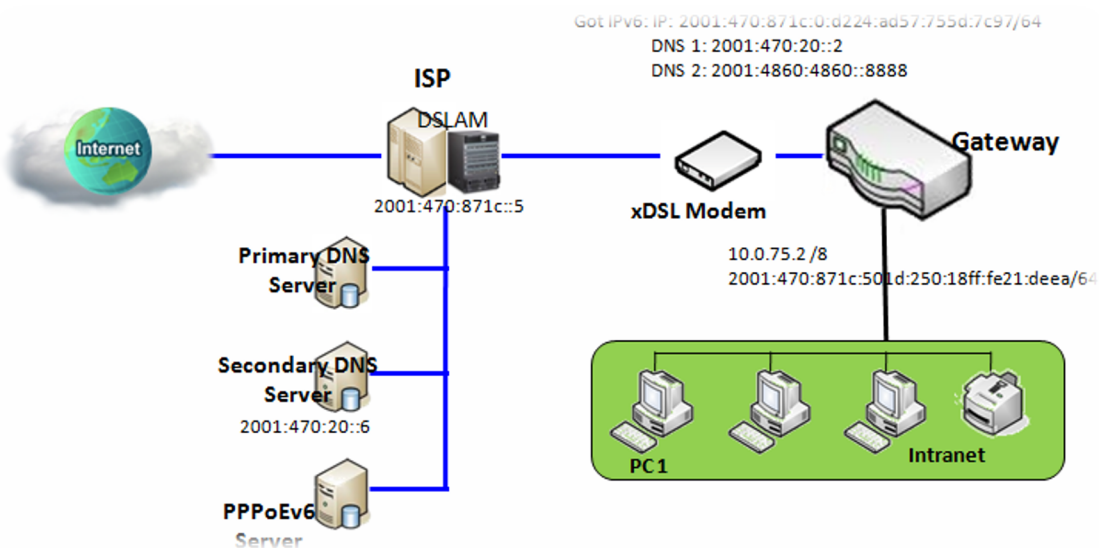 Got IPv6: IP: 2001:470:871c:0:d224:ad57:755d:7c97/64
DNS 1: 2001:470:20::2
DNS 2: 2001:4860:4860::8888
ISP
DSLAM
Internet
Gateway
2001:470:871c::5
xDSL Modem
Primary DNS
Server
10.0.75.2 /8
2001:470:871c:501d:250:18ff:fe21:deea/64
Secondary DNS
Server
2001:470:20::6
PC1
Intranet
PPPoEv6
Server